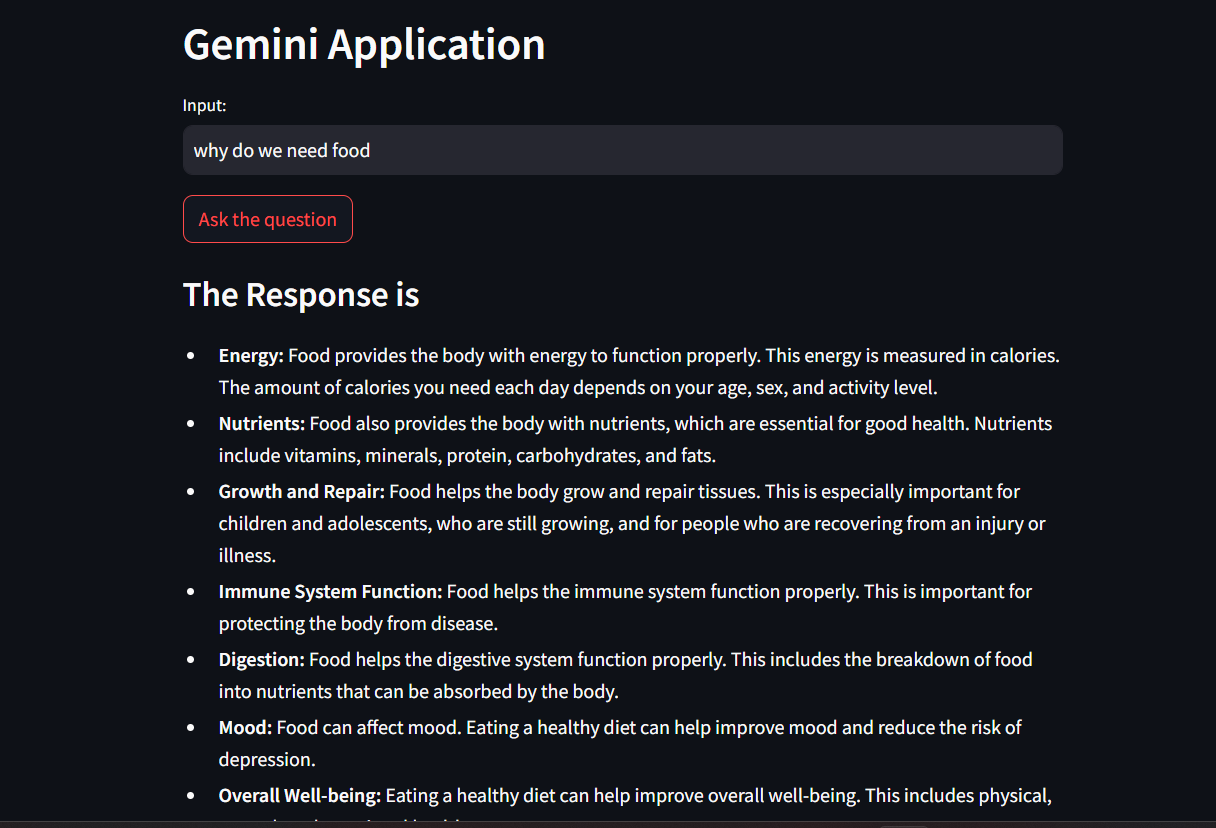 Gemini Application
Input:
why do we need food
Ask the question
The Response is
Energy: Food provides the body with energy to function properly. This energy is measured in calories.
The amount of calories you need each day depends on your age, sex, and activity level.
Nutrients: Food also provides the body with nutrients, which are essential for good health. Nutrients
include vitamins, minerals, protein, carbohydrates, and fats.
Growth and Repair: Food helps the body grow and repair tissues. This is especially important for
children and adolescents, who are still growing, and for people who are recovering from an injury or
illness.
Immune System Function: Food helps the immune system function properly. This is important for
protecting the body from disease.
Digestion: Food helps the digestive system function properly. This includes the breakdown of food
into nutrients that can be absorbed by the body.
Mood: Food can affect mood. Eating a healthy diet can help improve mood and reduce the risk of
depression.
Overall Well-being: Eating a healthy diet can help improve overall well-being. This includes physical,